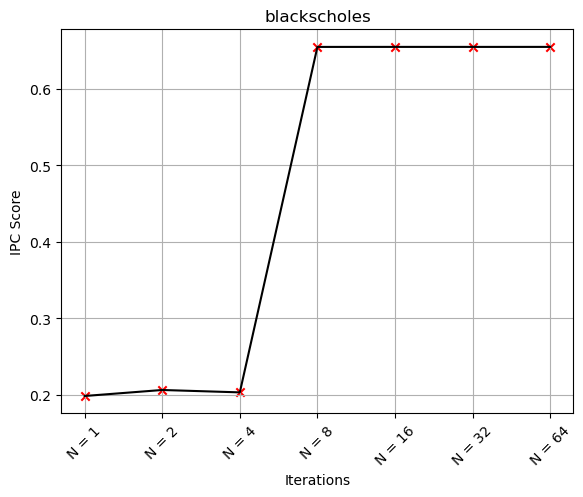 blackscholes
IPC Score
0.6
0.5
0.4
0.3
0.2
N = 1
N = 2
N = 4
N = 8
N = 16
N = 32
N = 64
Iterations